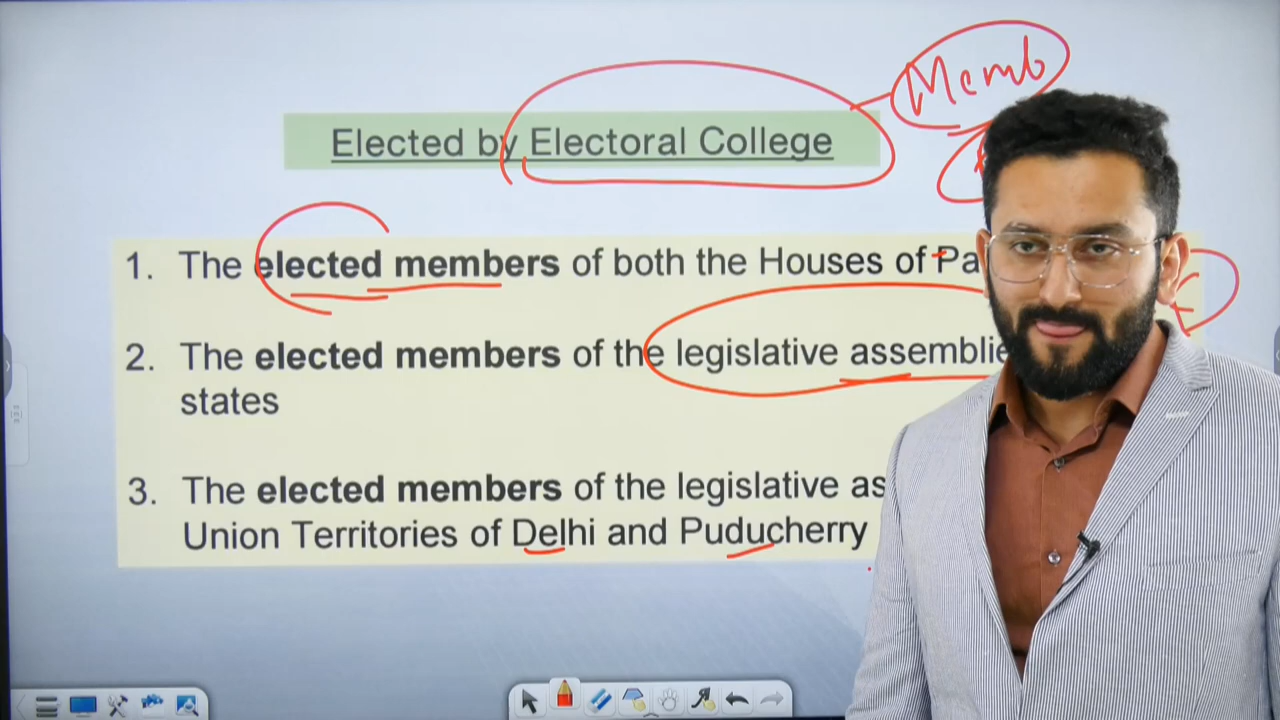 Memb
Elected by Electoral College
1. The elected members of both the Houses of Pa
2. The elected members of the legislative assemblie
states
3. The elected members of the legislative as
Union Territories of Delhi and Puducherry